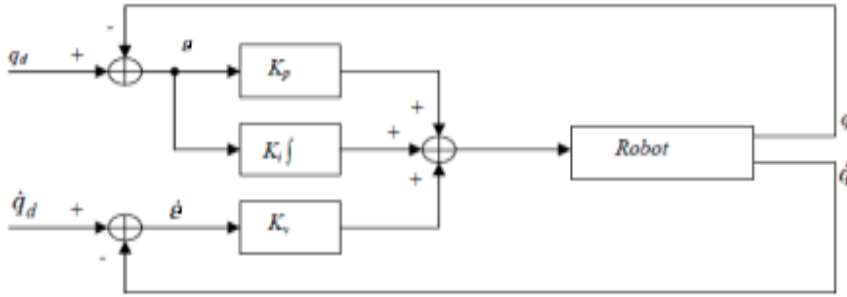 -
q_d + e K_p +
+ K_i ∫ + Robot q
q̇_d + ė K_v + q̇
-